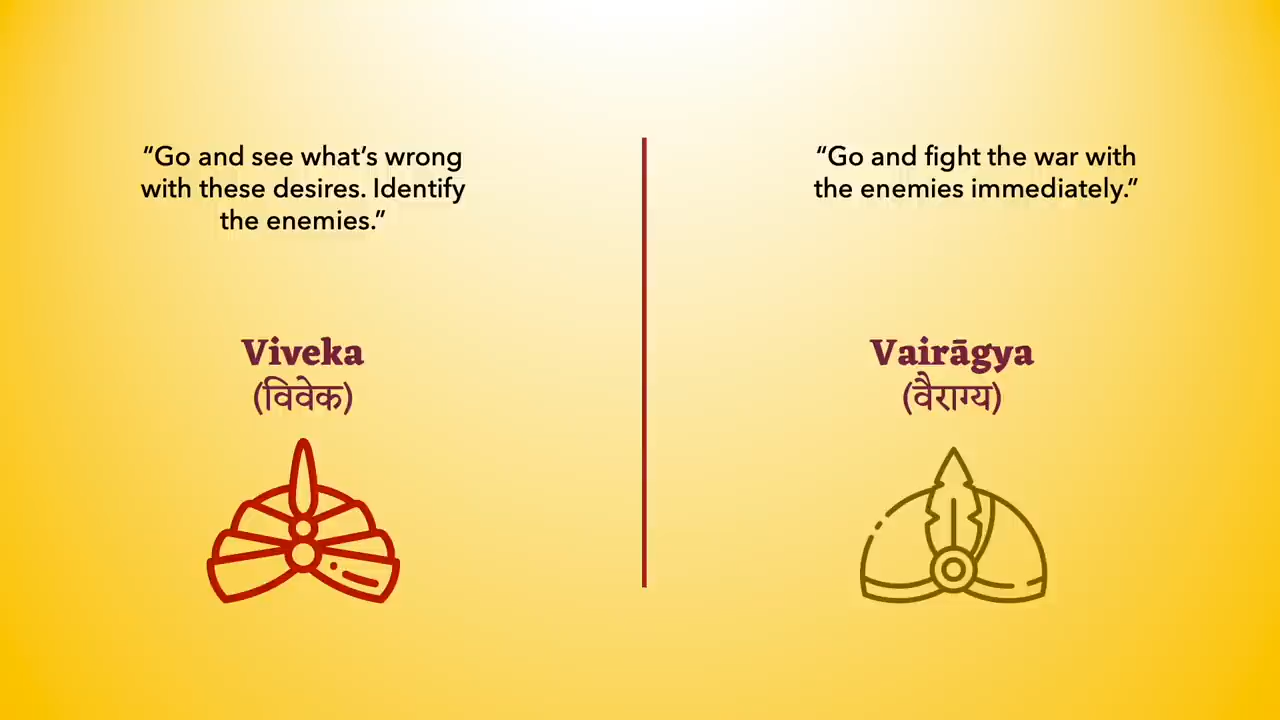 “Go and see what’s wrong
with these desires. Identify
the enemies.”
Viveka
(विवेक)
“Go and fight the war with
the enemies immediately.”
Vairāgya
(वैराग्य)